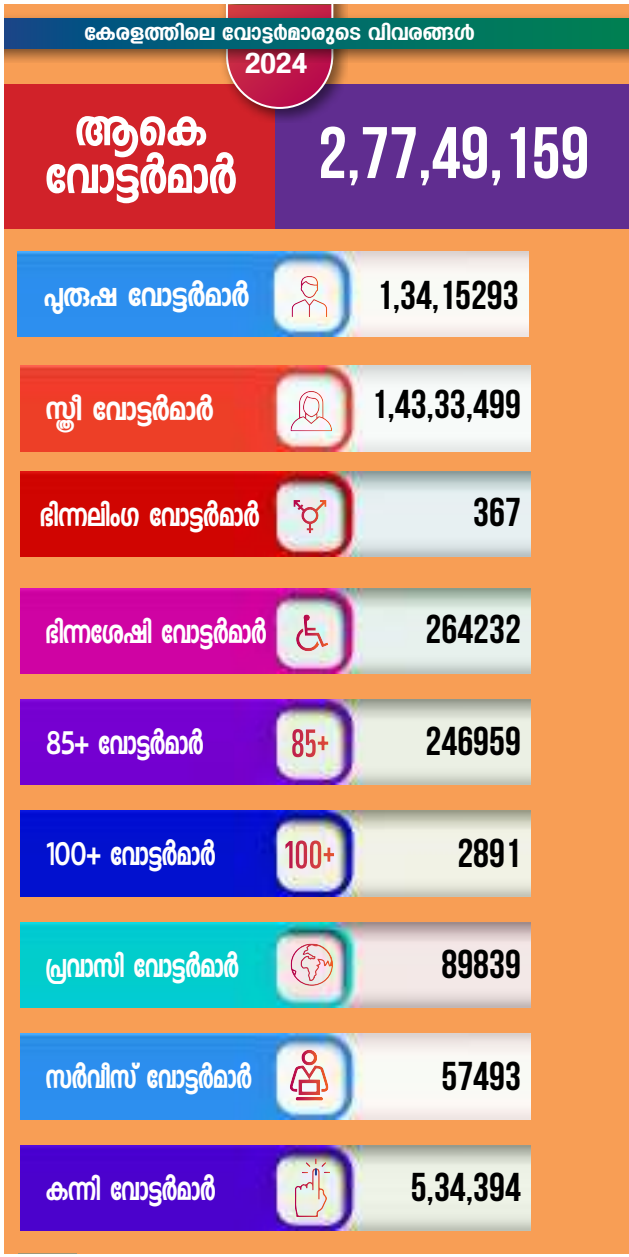 കേരളത്തിലെ വോട്ടർമാരുടെ വിവരങ്ങൾ
2024
ആകെ
വോട്ടർമാർ
2,77,49,159
പുരുഷ വോട്ടർമാർ 1,34,15293
സ്ത്രീ വോട്ടർമാർ 1,43,33,499
ഭിന്നലിംഗ വോട്ടർമാർ 367
ഭിന്നശേഷി വോട്ടർമാർ 264232
85+ വോട്ടർമാർ 85+ 246959
100+ വോട്ടർമാർ 100+ 2891
പ്രവാസി വോട്ടർമാർ 89839
സർവീസ് വോട്ടർമാർ 57493
കന്നി വോട്ടർമാർ 5,34,394